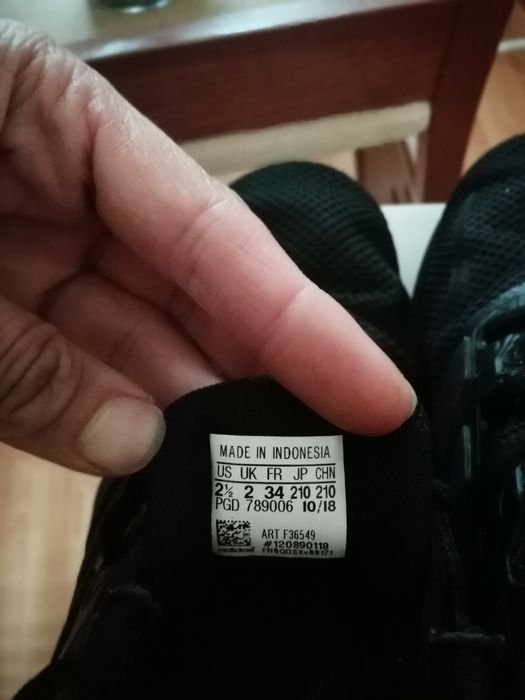 MADE IN INDONESIA
US UK FR JP CHN
2½ 2 34 210 210
PGD 789006 10/18
ART F36549
#120890118
adidas